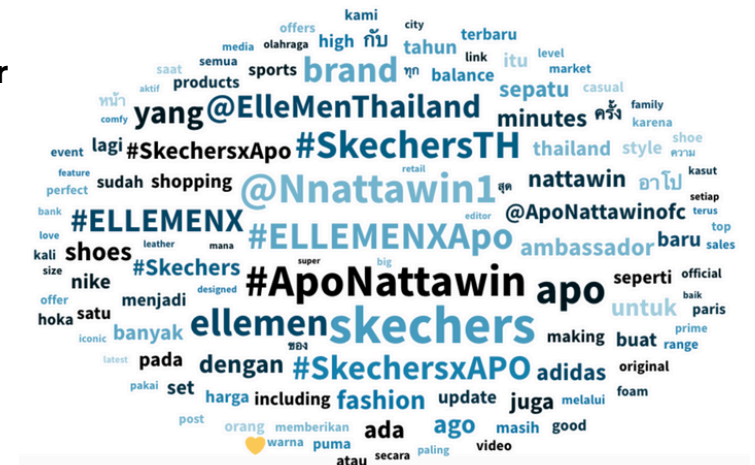 kami
city
offers
terbaru
media olahraga high กับ tahun
link itu level
semua
saat sports brand ทุก balance market
aktif products sepatu casual
หน้า
comfy yang @ElleMenThailand minutes ครั้ง family
karena
event lagi #SkechersxApo #SkechersTH thailand style shoe
ความ
feature retail kasut
perfect sudah shopping @Nnattawin1 สุด nattawin อาโป
setiap
bank #ELLEMENX editor @ApoNattawinofc terus
love top
#ELLEMENXApo ambassador baru sales
kali shoes leather mana
size #Skechers super big
nike designed #ApoNattawin apo seperti official
offer menjadi untuk baik
hoka satu paris
iconic banyak ellemen skechers making buat prime
range
ของ
latest pada dengan #SkechersxAPO adidas original
pakai set foam
harga including fashion update juga melalui
post
orang memberikan ada ago masih good
💛 warna puma paling video
atau secara
r